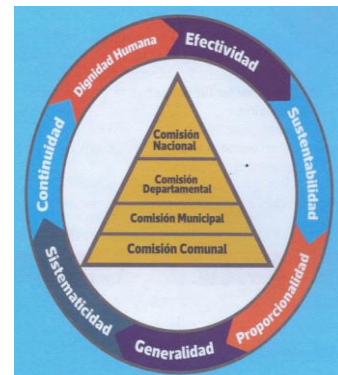 Dignidad Humana
Efectividad
Sustentabilidad
Proporcionalidad
Generalidad
Sistematicidad
Continuidad
Comisión
Nacional
Comisión
Departamental
Comisión Municipal
Comisión Comunal